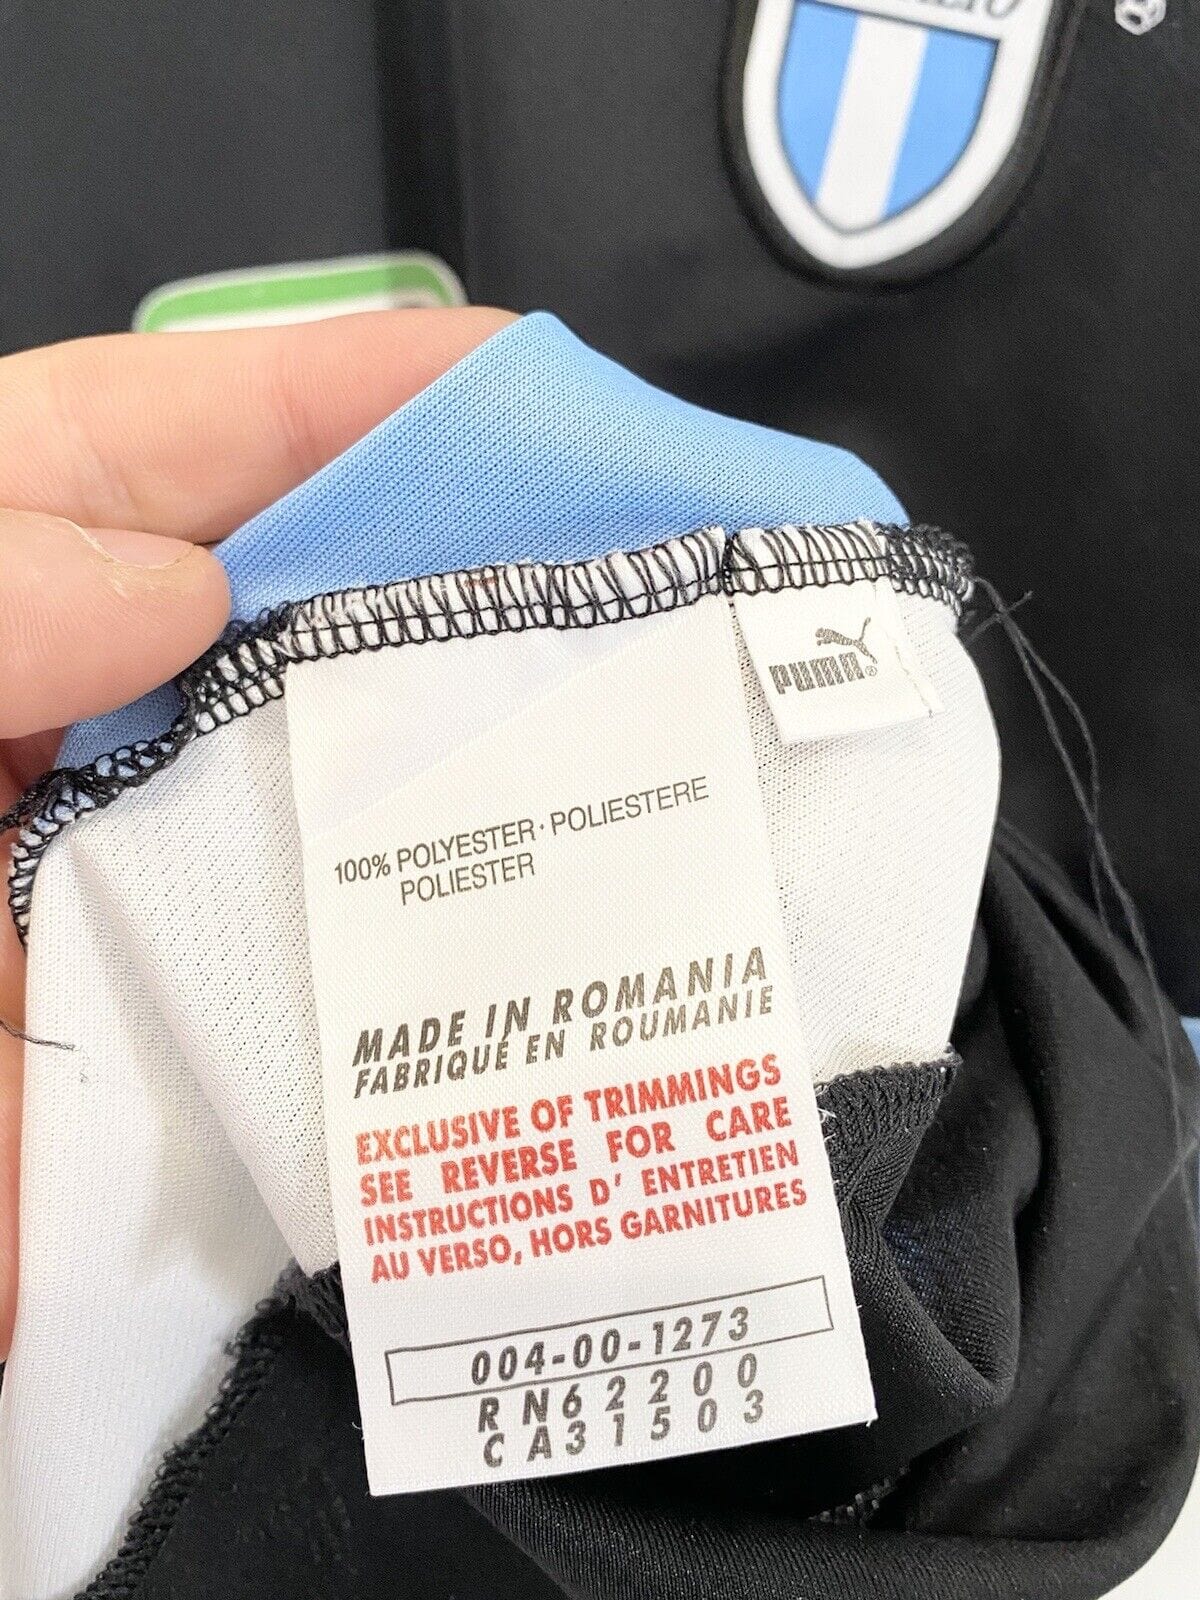 PUMA®
100% POLYESTER · POLIESTERE
POLIESTER
MADE IN ROMANIA
FABRIQUÉ EN ROUMANIE
EXCLUSIVE OF TRIMMINGS
SEE REVERSE FOR CARE
INSTRUCTIONS D' ENTRETIEN
AU VERSO, HORS GARNITURES
004-00-1273
RN62200
CA31503